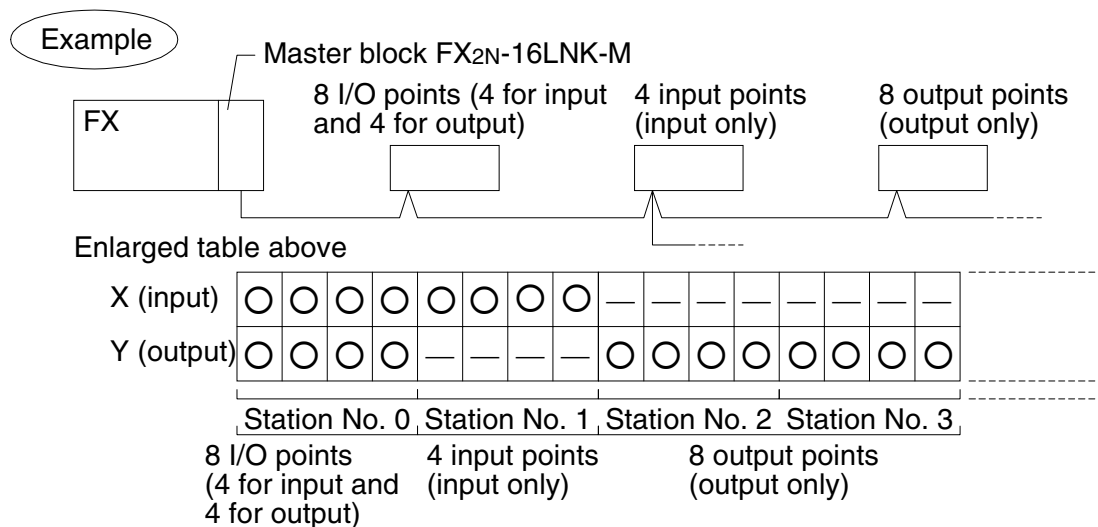 Example
Master block FX2N-16LNK-M
FX
8 I/O points (4 for input
and 4 for output)
4 input points
(input only)
8 output points
(output only)
Enlarged table above
X (input)
Y (output)
Station No. 0 Station No. 1 Station No. 2 Station No. 3
8 I/O points
(4 for input and
4 for output)
4 input points
(input only)
8 output points
(output only)